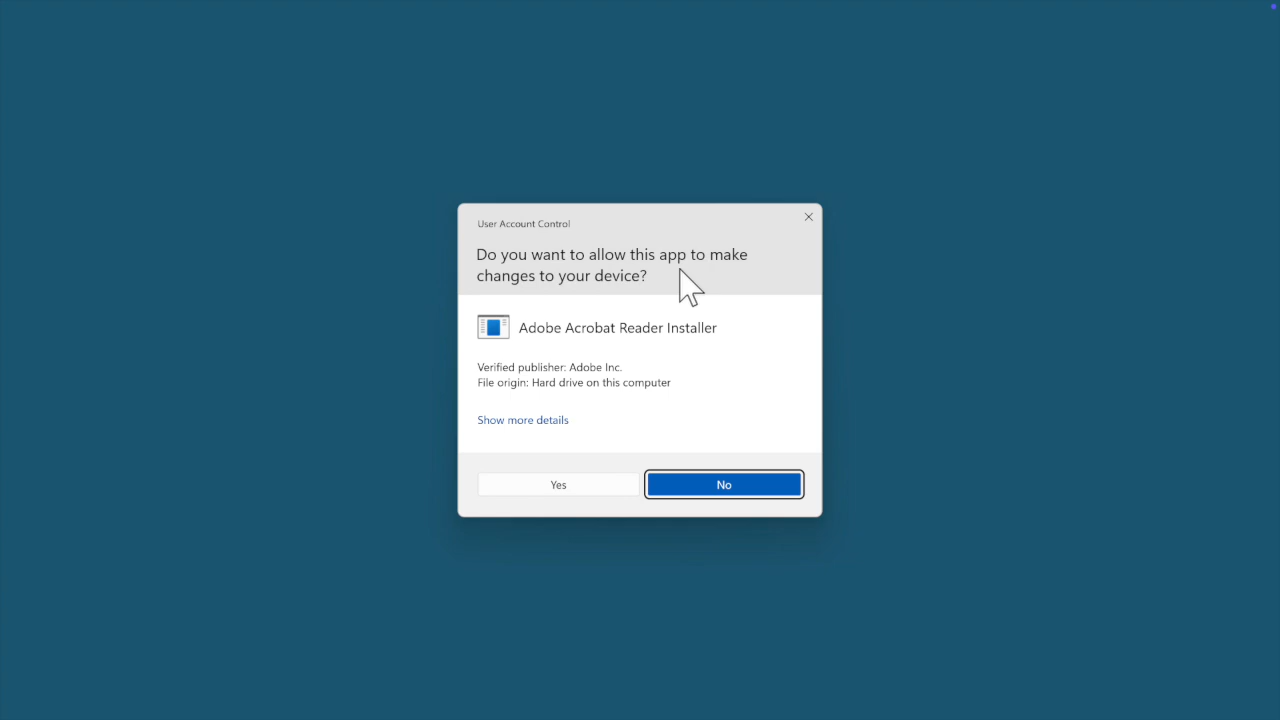 User Account Control
Do you want to allow this app to make
changes to your device?
Adobe Acrobat Reader Installer
Verified publisher: Adobe Inc.
File origin: Hard drive on this computer
Show more details
Yes
No